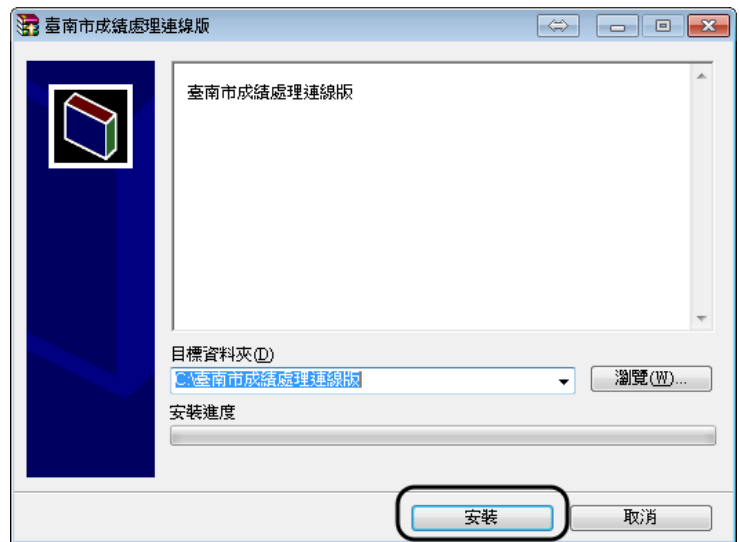 臺南市成績處理連線版
臺南市成績處理連線版
目標資料夾(D)
C:\臺南市成績處理連線版
瀏覽(W)...
安裝進度
安裝
取消